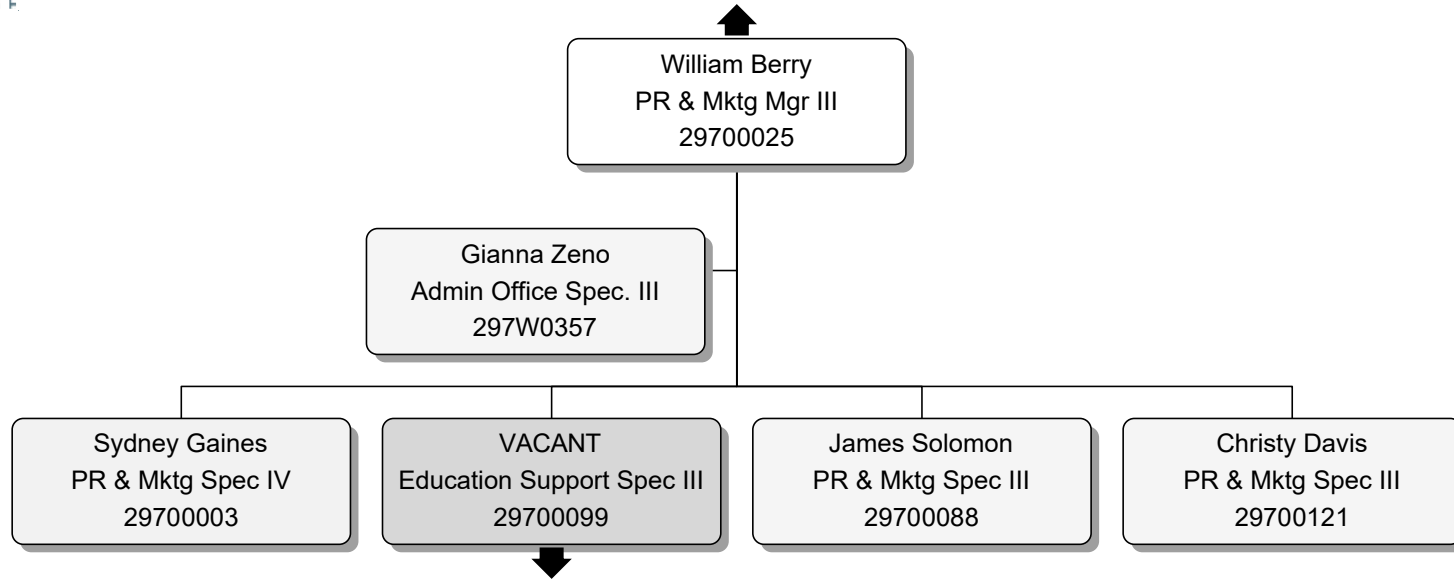 William Berry
PR & Mktg Mgr III
29700025
Gianna Zeno
Admin Office Spec. III
297W0357
Sydney Gaines
PR & Mktg Spec IV
29700003
VACANT
Education Support Spec III
29700099
James Solomon
PR & Mktg Spec III
29700088
Christy Davis
PR & Mktg Spec III
29700121